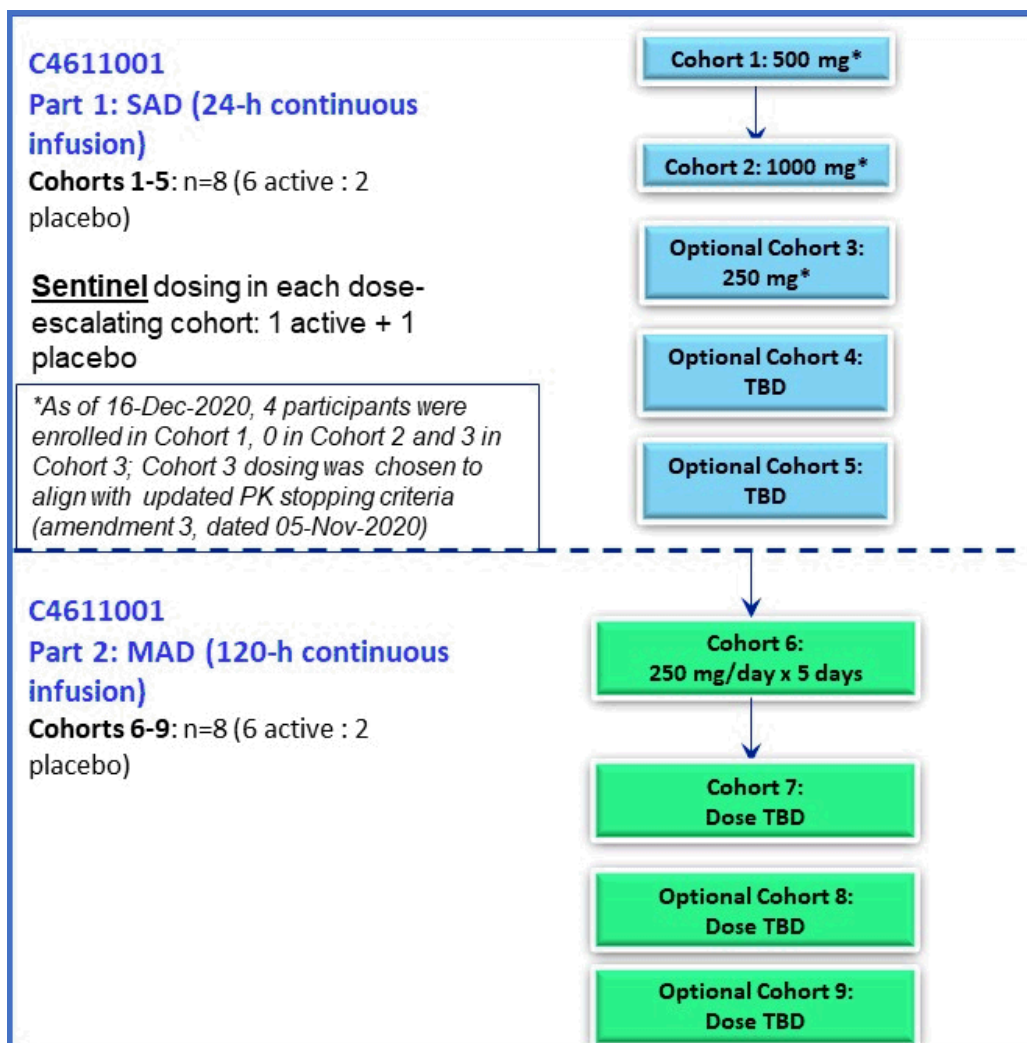 C4611001
Part 1: SAD (24-h continuous
infusion)
Cohorts 1-5: n=8 (6 active : 2
placebo)
Sentinel dosing in each dose-
escalating cohort: 1 active + 1
placebo
*As of 16-Dec-2020, 4 participants were
enrolled in Cohort 1, 0 in Cohort 2 and 3 in
Cohort 3; Cohort 3 dosing was chosen to
align with updated PK stopping criteria
(amendment 3, dated 05-Nov-2020)
Cohort 1: 500 mg*
Cohort 2: 1000 mg*
Optional Cohort 3:
250 mg*
Optional Cohort 4:
TBD
Optional Cohort 5:
TBD
C4611001
Part 2: MAD (120-h continuous
infusion)
Cohorts 6-9: n=8 (6 active : 2
placebo)
Cohort 6:
250 mg/day x 5 days
Cohort 7:
Dose TBD
Optional Cohort 8:
Dose TBD
Optional Cohort 9:
Dose TBD